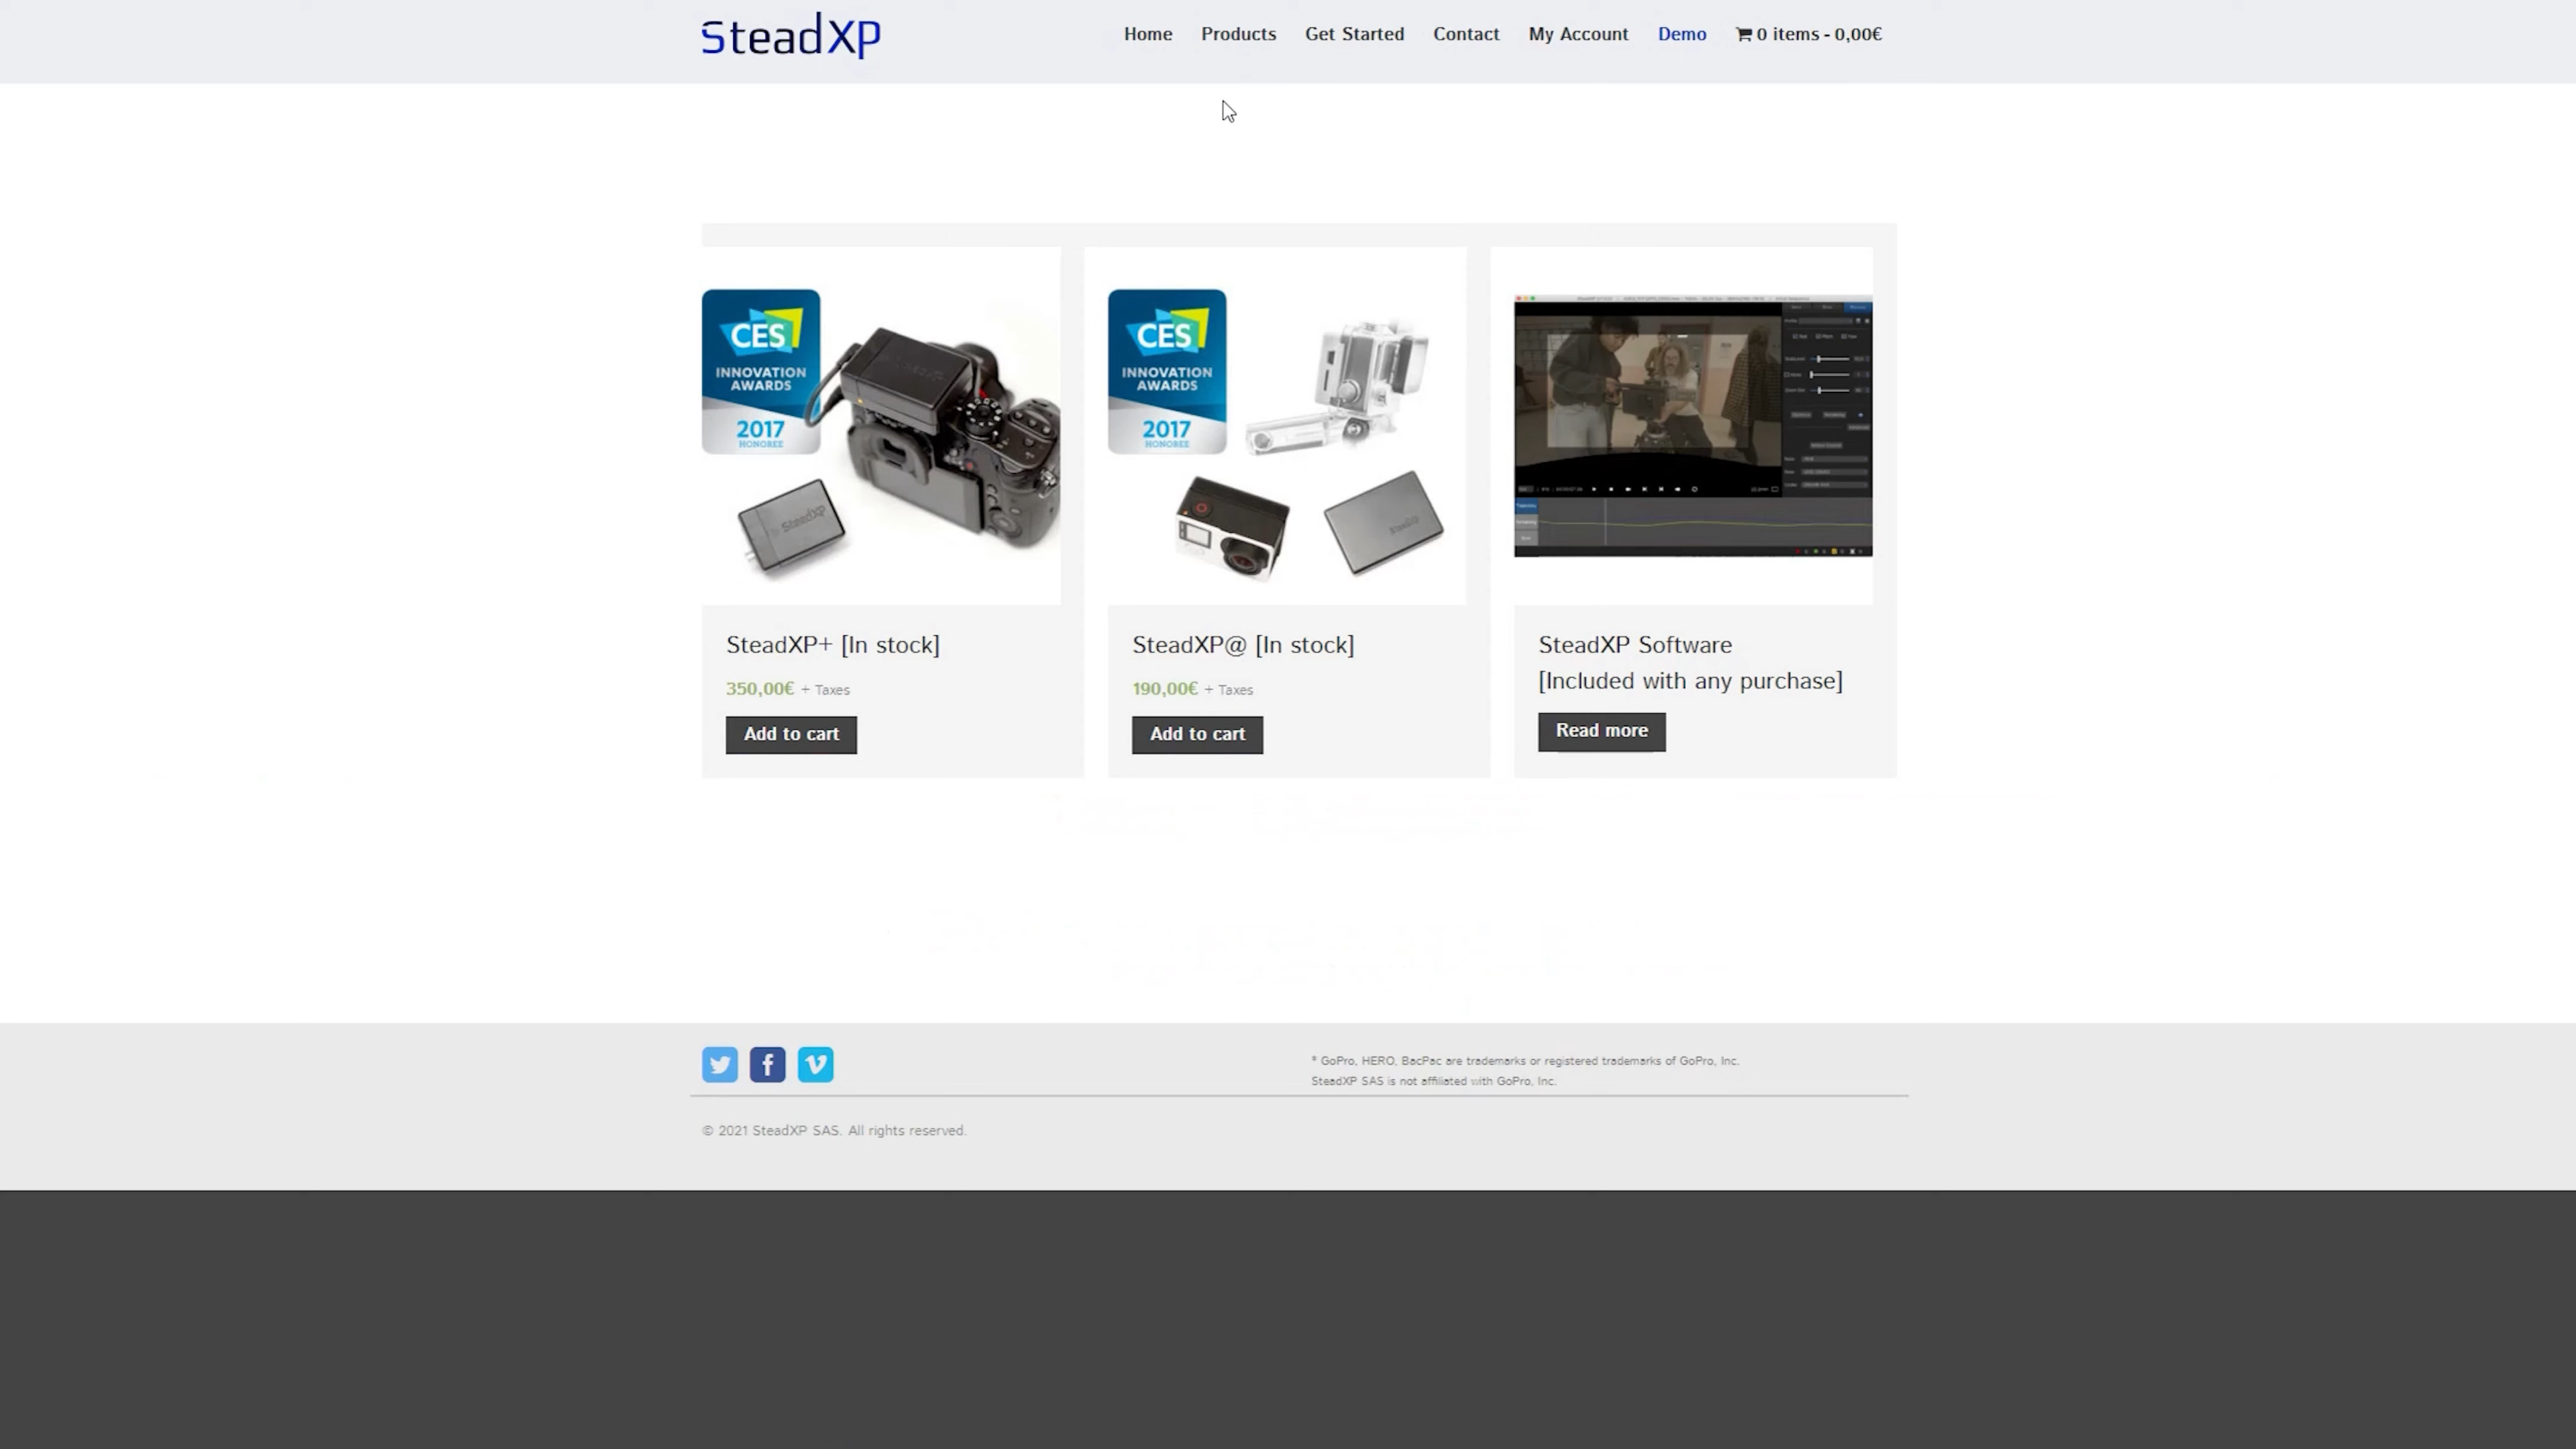 SteadXP
Home Products Get Started Contact My Account Demo 0 items - 0,00€
CES
INNOVATION
AWARDS
2017
HONOREE
SteadXP
CES
INNOVATION
AWARDS
2017
HONOREE
SteadXP
SteadXP+ [In stock]
350,00€ + Taxes
Add to cart
SteadXP@ [In stock]
190,00€ + Taxes
Add to cart
SteadXP Software
[Included with any purchase]
Read more
* GoPro, HERO, BacPac are trademarks or registered trademarks of GoPro, Inc.
SteadXP SAS is not affiliated with GoPro, Inc.
© 2021 SteadXP SAS. All rights reserved.